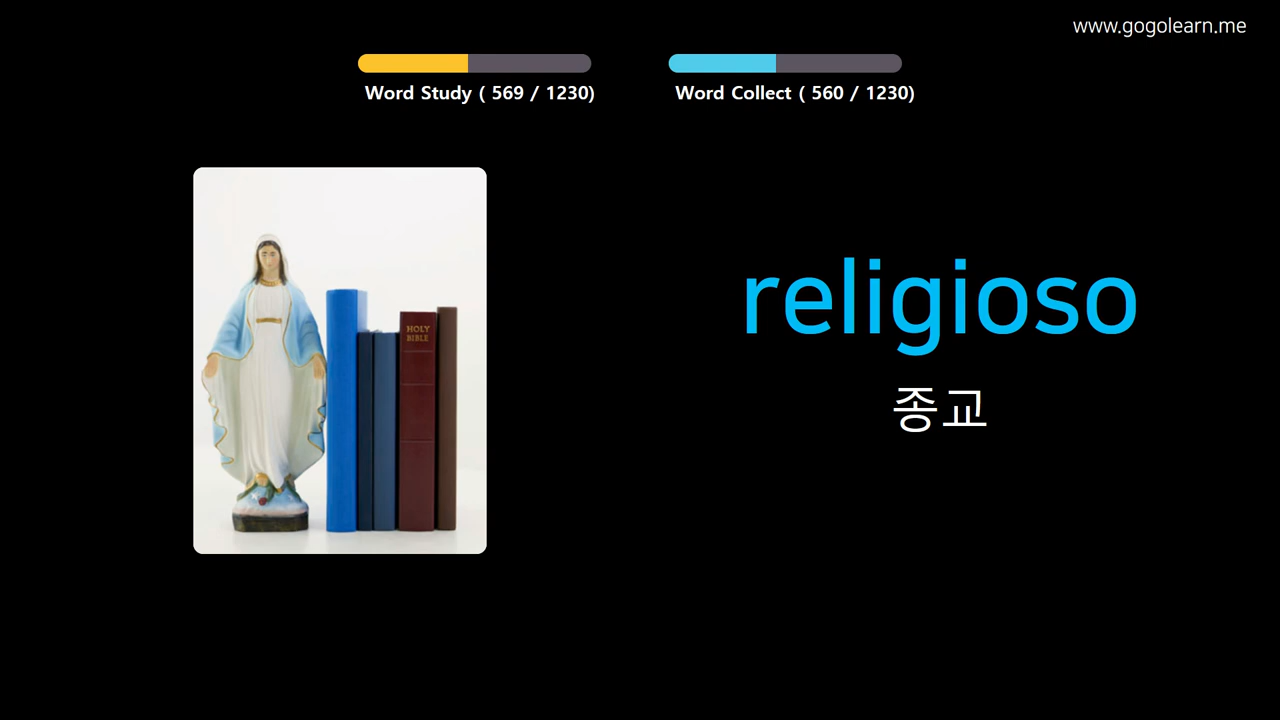 www.gogolearn.me
Word Study ( 569 / 1230)
Word Collect ( 560 / 1230)
HOLY
BIBLE
religioso
종교